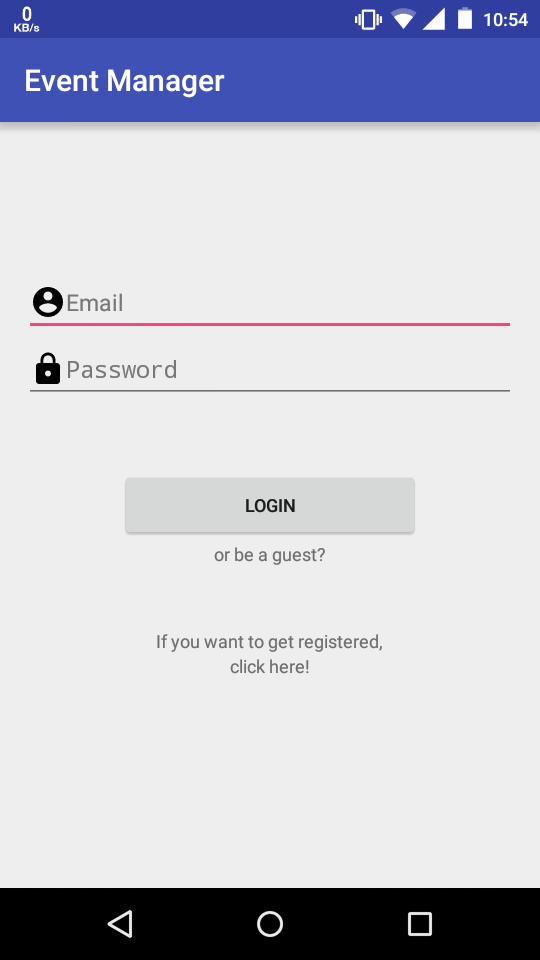 0
KB/s
10:54
Event Manager
Email
Password
LOGIN
or be a guest?
If you want to get registered,
click here!